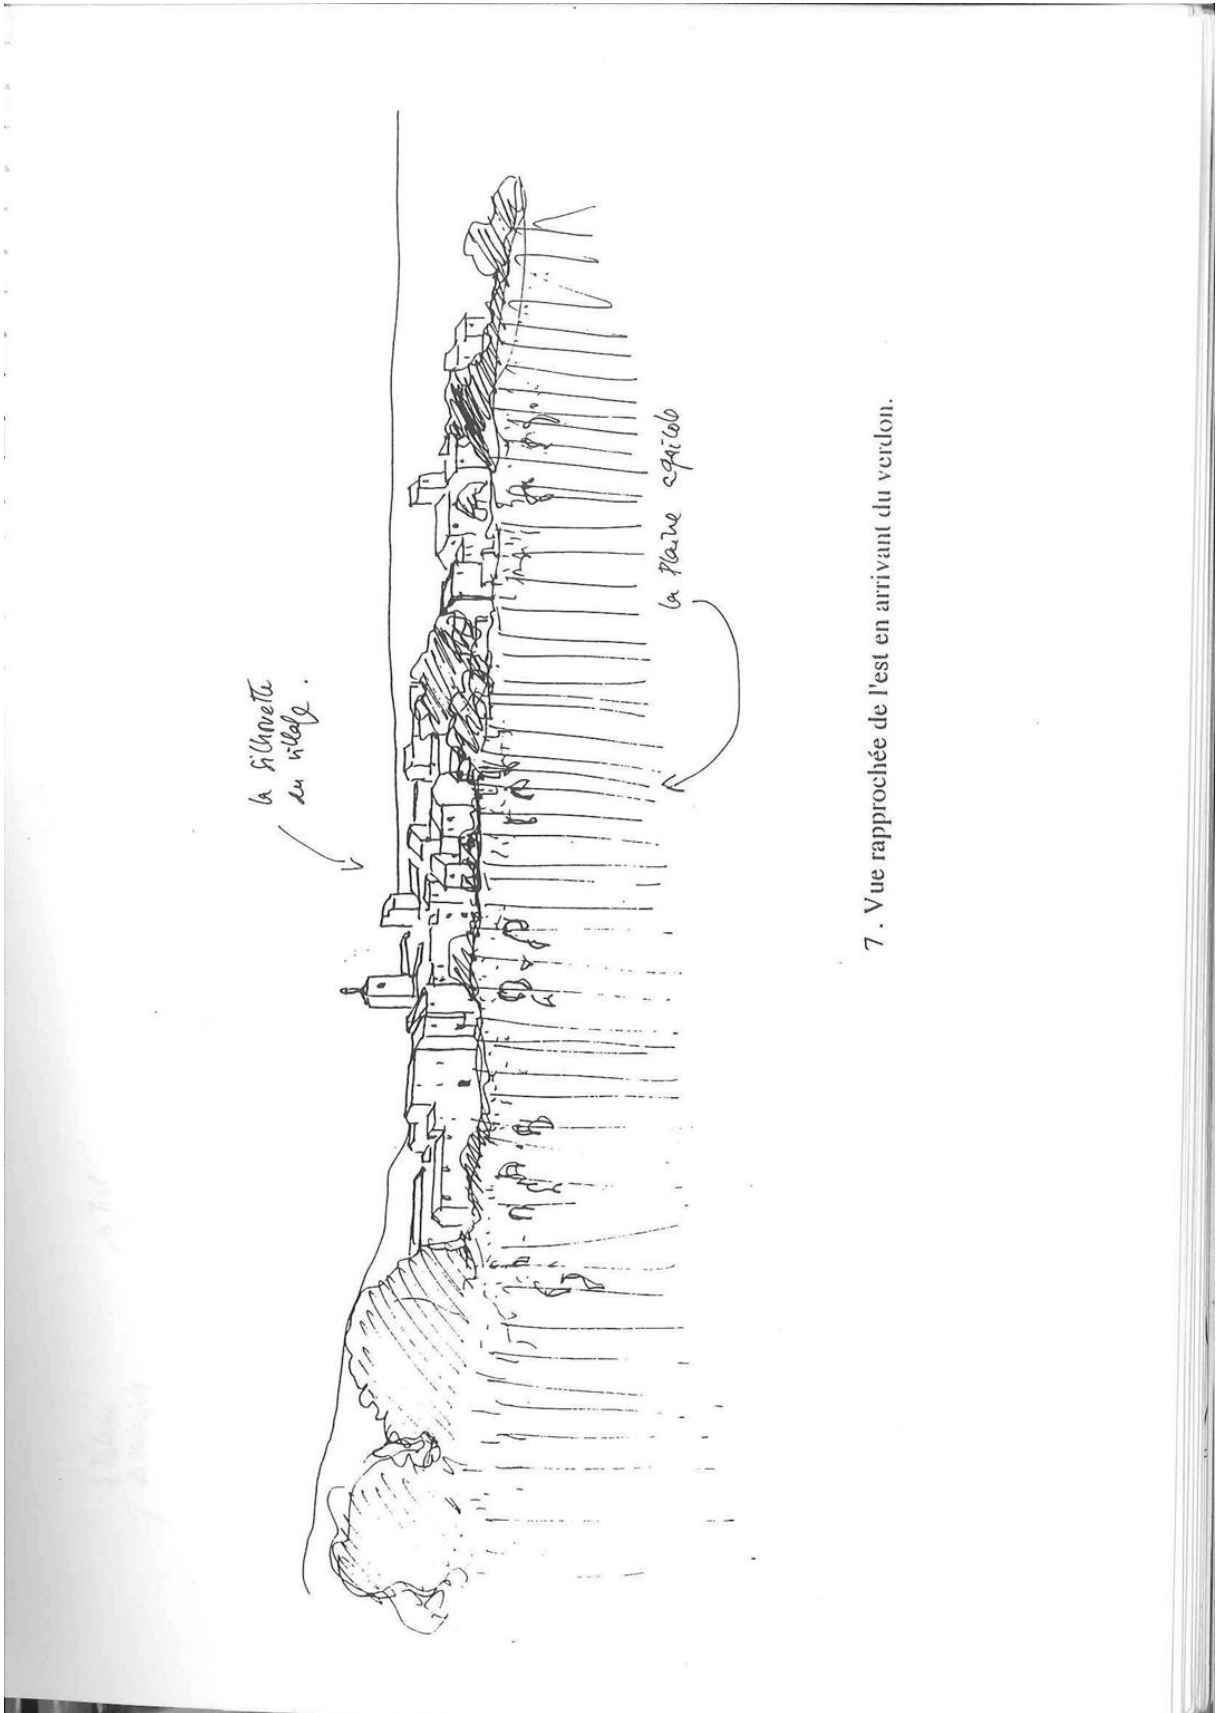 la silhouette
du village.
la Plaine agricole
7. Vue rapprochée de l'est en arrivant du verdon.